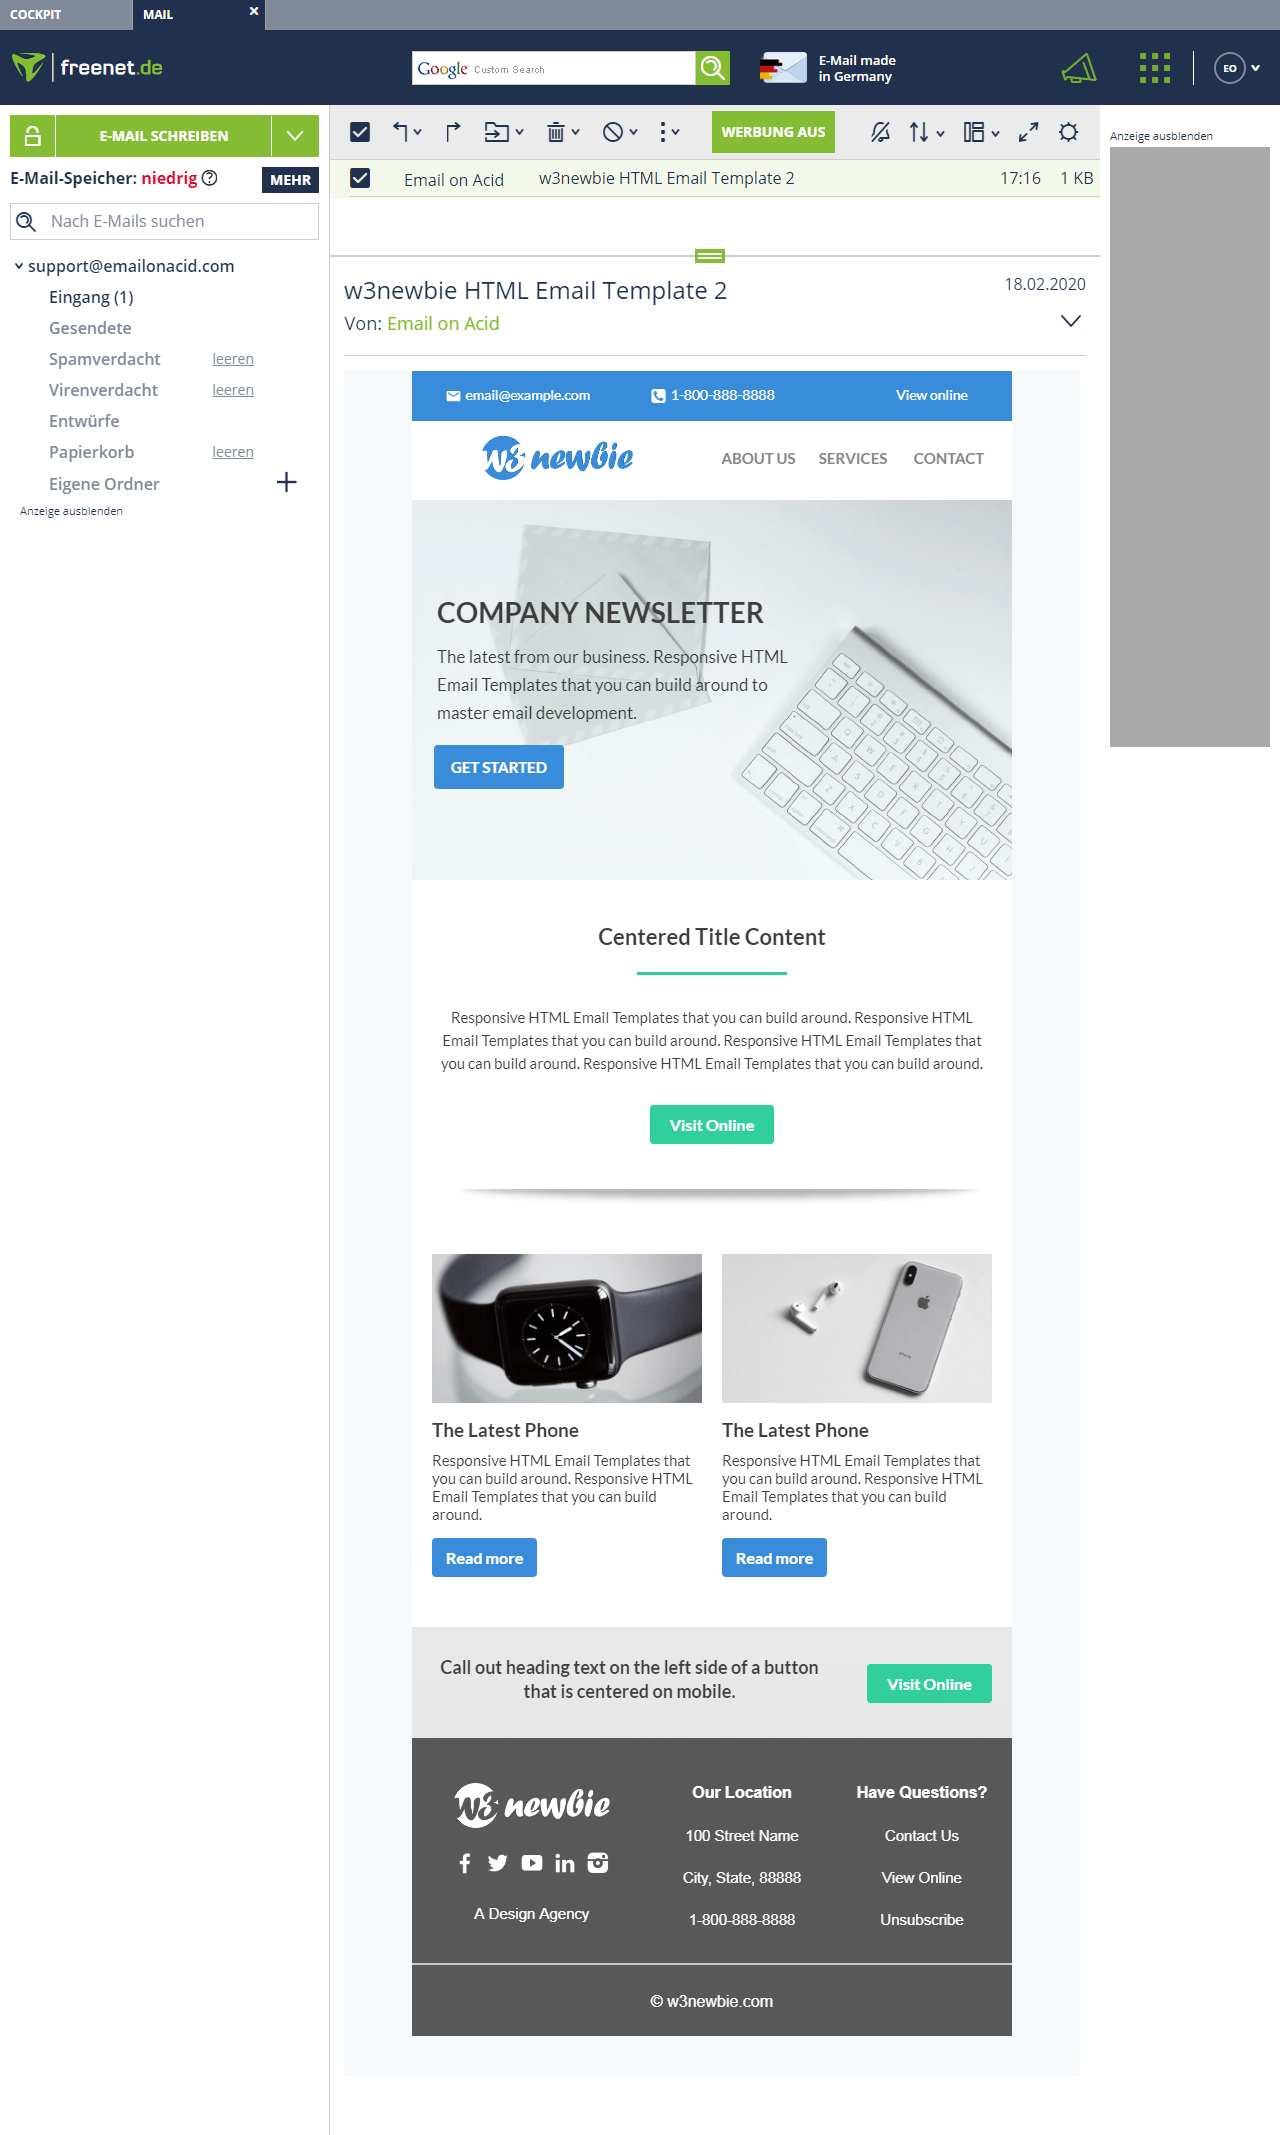 COCKPIT
MAIL
freenet.de
Google Custom Search
E-Mail made
in Germany
EO
E-MAIL SCHREIBEN
E-Mail-Speicher: niedrig
MEHR
Nach E-Mails suchen
support@emailonacid.com
Eingang (1)
Gesendete
Spamverdacht leeren
Virenverdacht leeren
Entwürfe
Papierkorb leeren
Eigene Ordner
Anzeige ausblenden
WERBUNG AUS
Email on Acid w3newbie HTML Email Template 2 17:16 1 KB
w3newbie HTML Email Template 2
18.02.2020
Von: Email on Acid
Anzeige ausblenden
email@example.com 1-800-888-8888 View online
w3 newbie
ABOUT US SERVICES CONTACT
COMPANY NEWSLETTER
The latest from our business. Responsive HTML
Email Templates that you can build around to
master email development.
GET STARTED
Centered Title Content
Responsive HTML Email Templates that you can build around. Responsive HTML
Email Templates that you can build around. Responsive HTML Email Templates that
you can build around. Responsive HTML Email Templates that you can build around.
Visit Online
The Latest Phone
Responsive HTML Email Templates that
you can build around. Responsive HTML
Email Templates that you can build
around.
Read more
The Latest Phone
Responsive HTML Email Templates that
you can build around. Responsive HTML
Email Templates that you can build
around.
Read more
Call out heading text on the left side of a button
that is centered on mobile.
Visit Online
w3 newbie
A Design Agency
Our Location
100 Street Name
City, State, 88888
1-800-888-8888
Have Questions?
Contact Us
View Online
Unsubscribe
© w3newbie.com